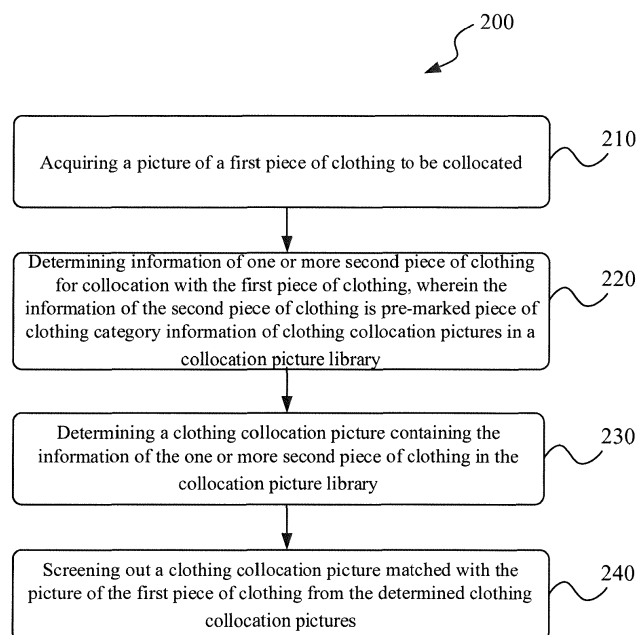 200
Acquiring a picture of a first piece of clothing to be collocated
210
Determining information of one or more second piece of clothing
for collocation with the first piece of clothing, wherein the
information of the second piece of clothing is pre-marked piece of
clothing category information of clothing collocation pictures in a
collocation picture library
220
Determining a clothing collocation picture containing the
information of the one or more second piece of clothing in the
collocation picture library
230
Screening out a clothing collocation picture matched with the
picture of the first piece of clothing from the determined clothing
collocation pictures
240